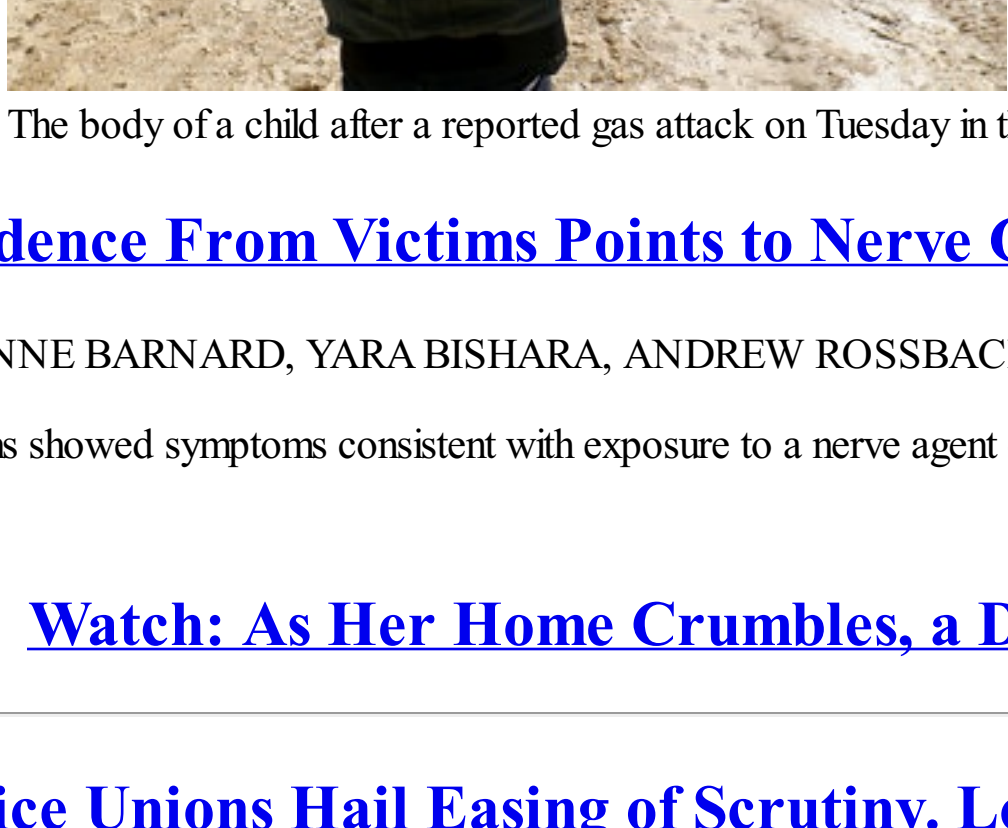 The body of a child after a reported gas attack on Tuesday in
dence From Victims Points to Nerve
NNE BARNARD, YARA BISHARA, ANDREW ROSSBAC
s showed symptoms consistent with exposure to a nerve agent
Watch: As Her Home Crumbles, a D
ice Unions Hail Easing of Scrutiny. L